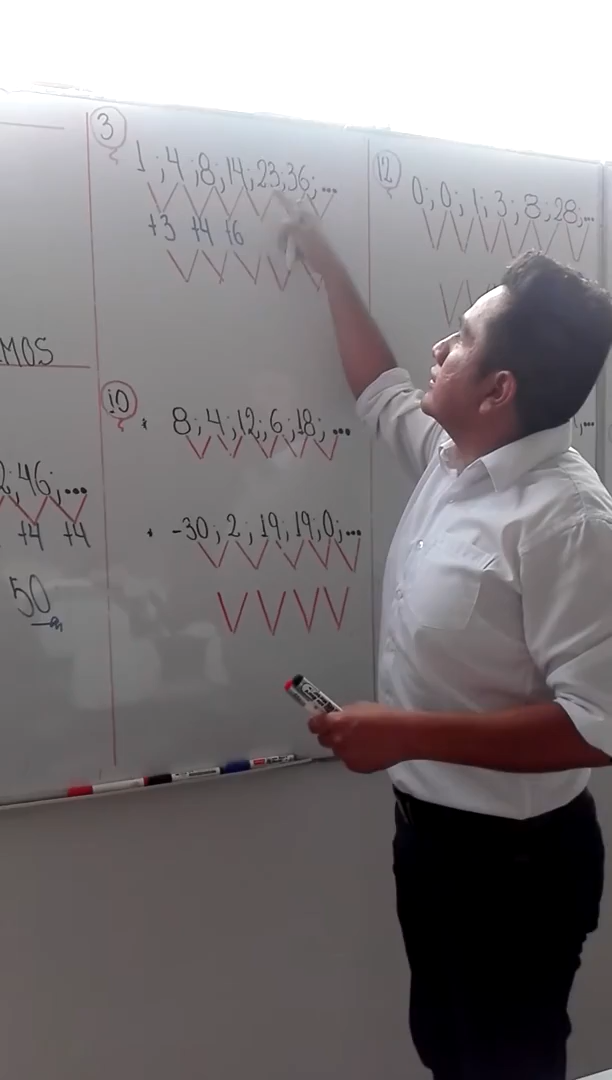 3
1 ; 4 ; 8 ; 14 ; 23 ; 36 ; ...
+3 +4 +6
12
0 ; 0 ; 1 ; 3 ; 8 ; 28 ; ...
MOS
10
* 8 ; 4 ; 12 ; 6 ; 18 ; ...
2 ; 46 ; ...
+4 +4
50
* -30 ; 2 ; 19 ; 19 ; 0 ; ...